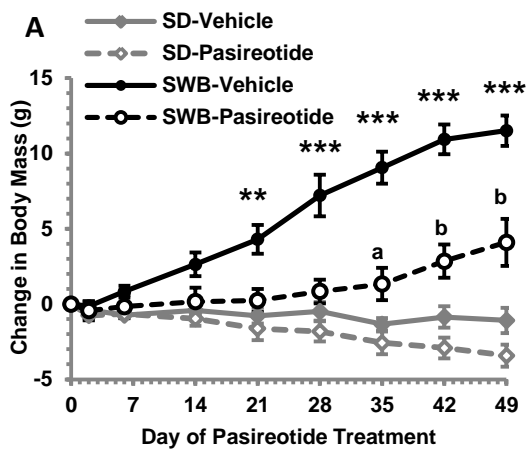 A
SD-Vehicle
SD-Pasireotide
SWB-Vehicle
SWB-Pasireotide
Change in Body Mass (g)
15
10
5
0
-5
**
***
***
***
***
a
b
b
0 7 14 21 28 35 42 49
Day of Pasireotide Treatment